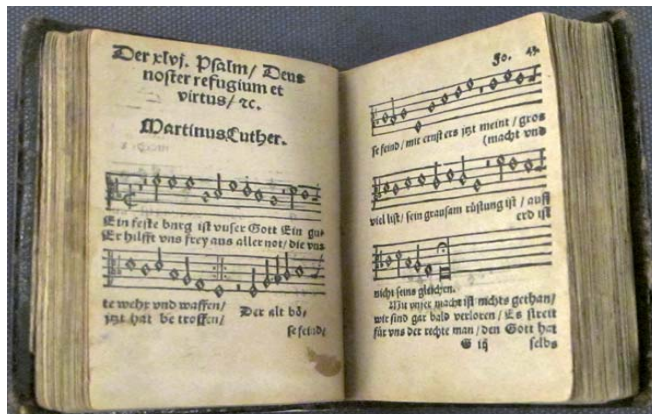 Der xlvj. Psalm/ Deus
noster refugium et
virtus/ ꝛc.
Martinus Luther.
Ein feste burg ist vnser Gott Ein gu-
Er hilfft vns frey aus aller not/ die vns
te wehr vnd waffen/ Der alt bö-
jtzt hat be troffen/
se feind/
Fo. 43.
se feind/ mit ernst ers jtzt meint/ gros
(macht vnd
viel list/ sein grausam rüstung ist/ auff
erd ist
nicht seins gleichen.
Mit vnser macht ist nichts gethan/
wir sind gar bald verloren/ Es streit
für vns der rechte man/ den Gott hat
G iij selbs